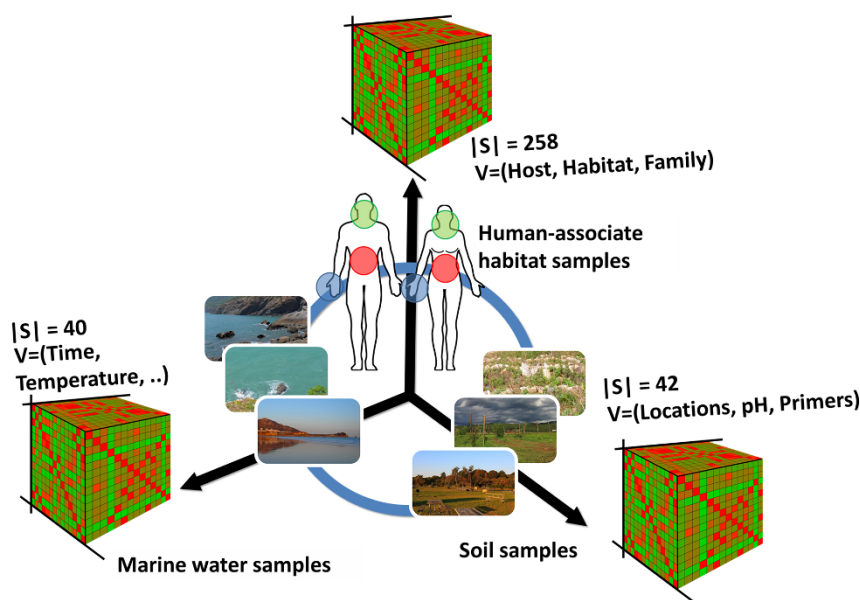 |S| = 258
V=(Host, Habitat, Family)
Human-associate
habitat samples
|S| = 40
V=(Time,
Temperature, ..)
|S| = 42
V=(Locations, pH, Primers)
Marine water samples
Soil samples